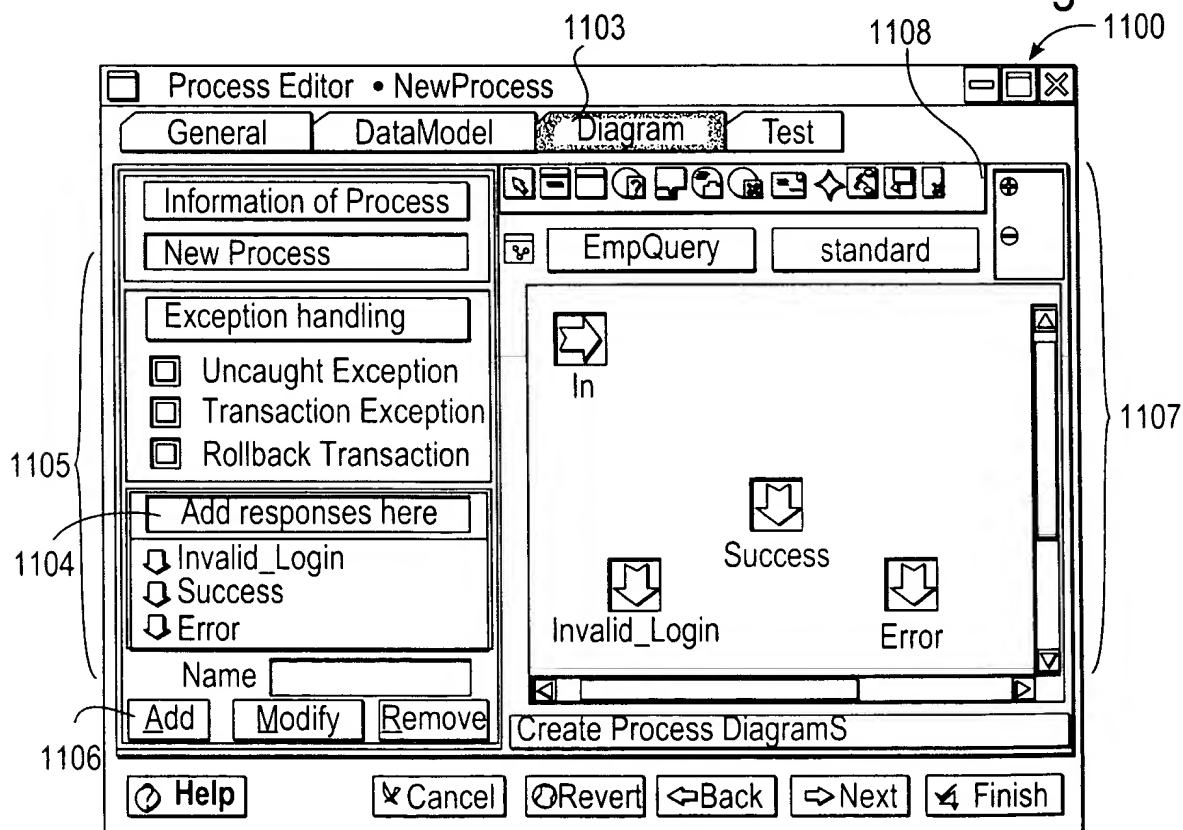 1103
1108
1100
Process Editor • NewProcess
General DataModel Diagram Test
Information of Process
New Process
EmpQuery standard
Exception handling
Uncaught Exception
Transaction Exception
Rollback Transaction
In
1107
1105
Add responses here
1104
Invalid_Login
Success
Error
Success
Invalid_Login
Error
Name
Add Modify Remove
Create Process DiagramS
1106
Help Cancel Revert Back Next Finish